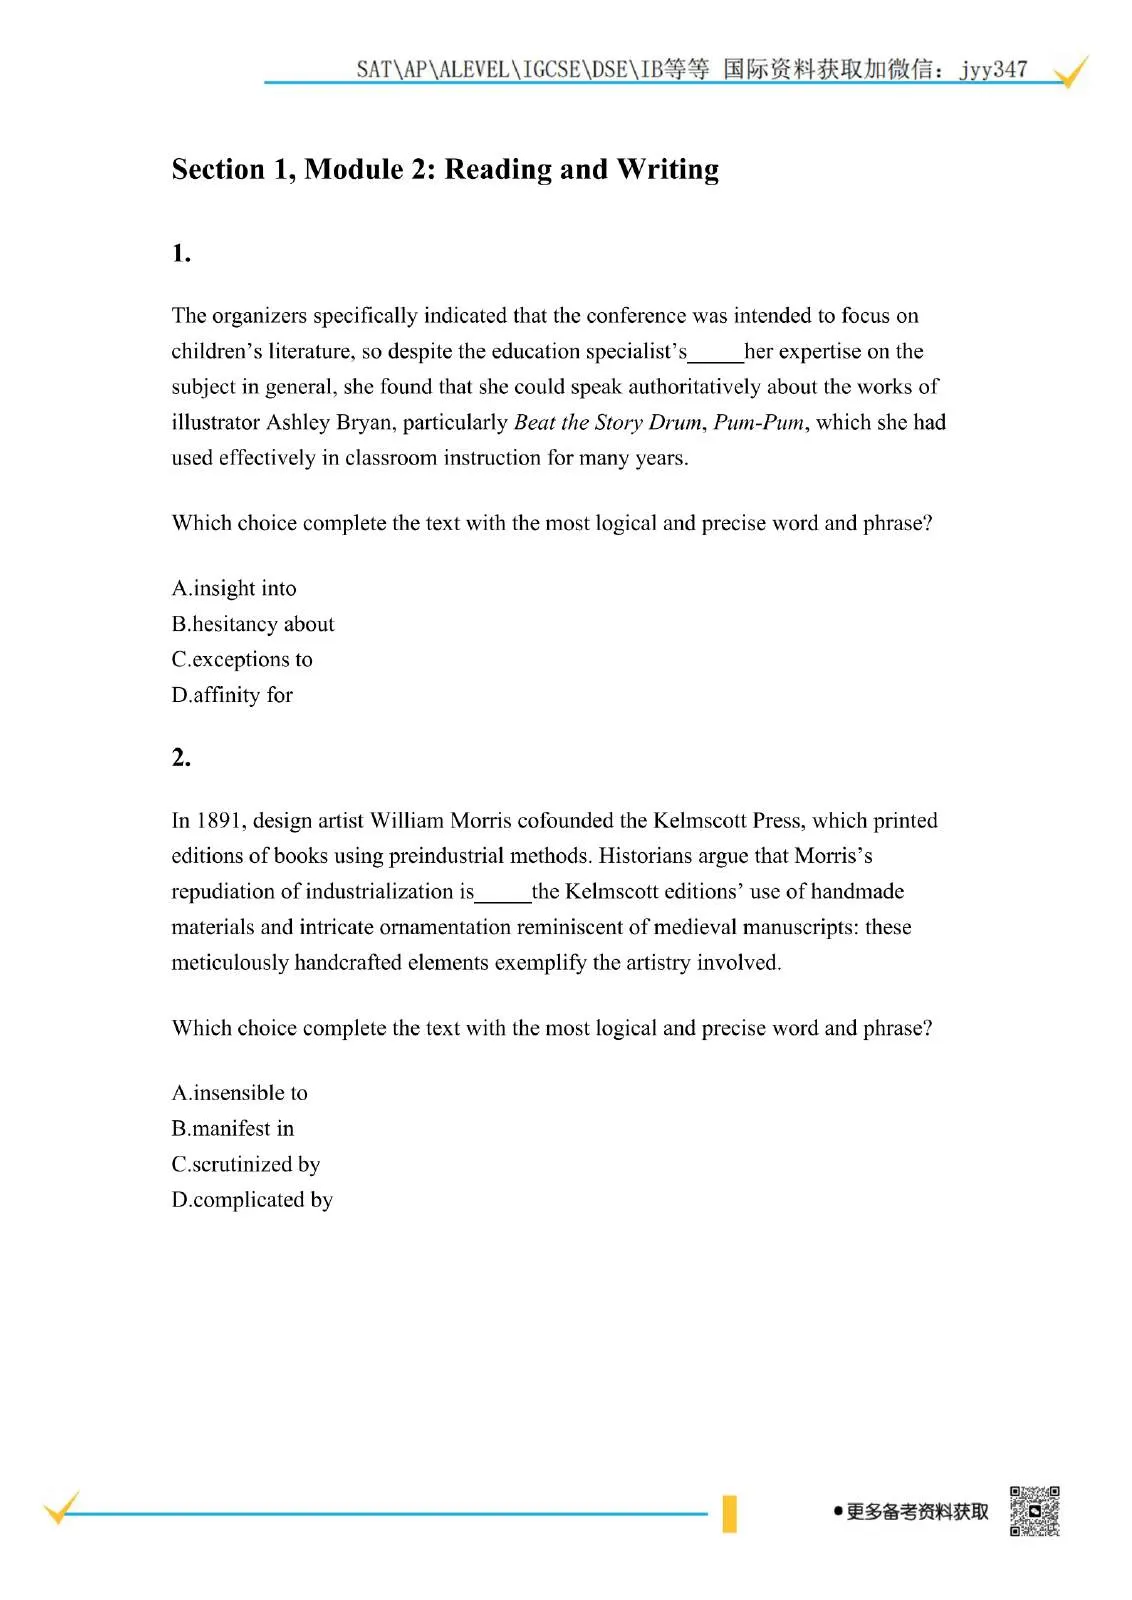 SAT\AP\ALEVEL\IGCSE\DSE\IB等等 国际资料获取加微信：jyy347
Section 1, Module 2: Reading and Writing
1.
The organizers specifically indicated that the conference was intended to focus on
children’s literature, so despite the education specialist’s_____her expertise on the
subject in general, she found that she could speak authoritatively about the works of
illustrator Ashley Bryan, particularly Beat the Story Drum, Pum-Pum, which she had
used effectively in classroom instruction for many years.
Which choice complete the text with the most logical and precise word and phrase?
A.insight into
B.hesitancy about
C.exceptions to
D.affinity for
2.
In 1891, design artist William Morris cofounded the Kelmscott Press, which printed
editions of books using preindustrial methods. Historians argue that Morris’s
repudiation of industrialization is_____the Kelmscott editions’ use of handmade
materials and intricate ornamentation reminiscent of medieval manuscripts: these
meticulously handcrafted elements exemplify the artistry involved.
Which choice complete the text with the most logical and precise word and phrase?
A.insensible to
B.manifest in
C.scrutinized by
D.complicated by
•更多备考资料获取